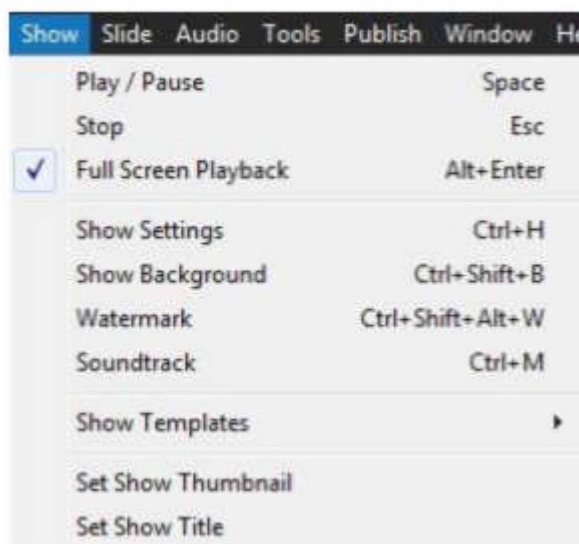 Show Slide Audio Tools Publish Window He
Play / Pause Space
Stop Esc
Full Screen Playback Alt+Enter
Show Settings Ctrl+H
Show Background Ctrl+Shift+B
Watermark Ctrl+Shift+Alt+W
Soundtrack Ctrl+M
Show Templates
Set Show Thumbnail
Set Show Title